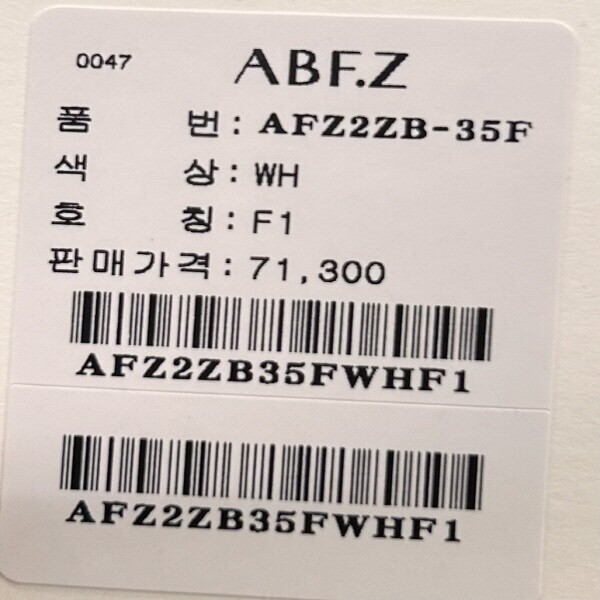 0047 ABF.Z
품 번 : AFZ2ZB-35F
색 상 : WH
호 칭 : F1
판매가격 : 71,300
AFZ2ZB35FWHF1
AFZ2ZB35FWHF1